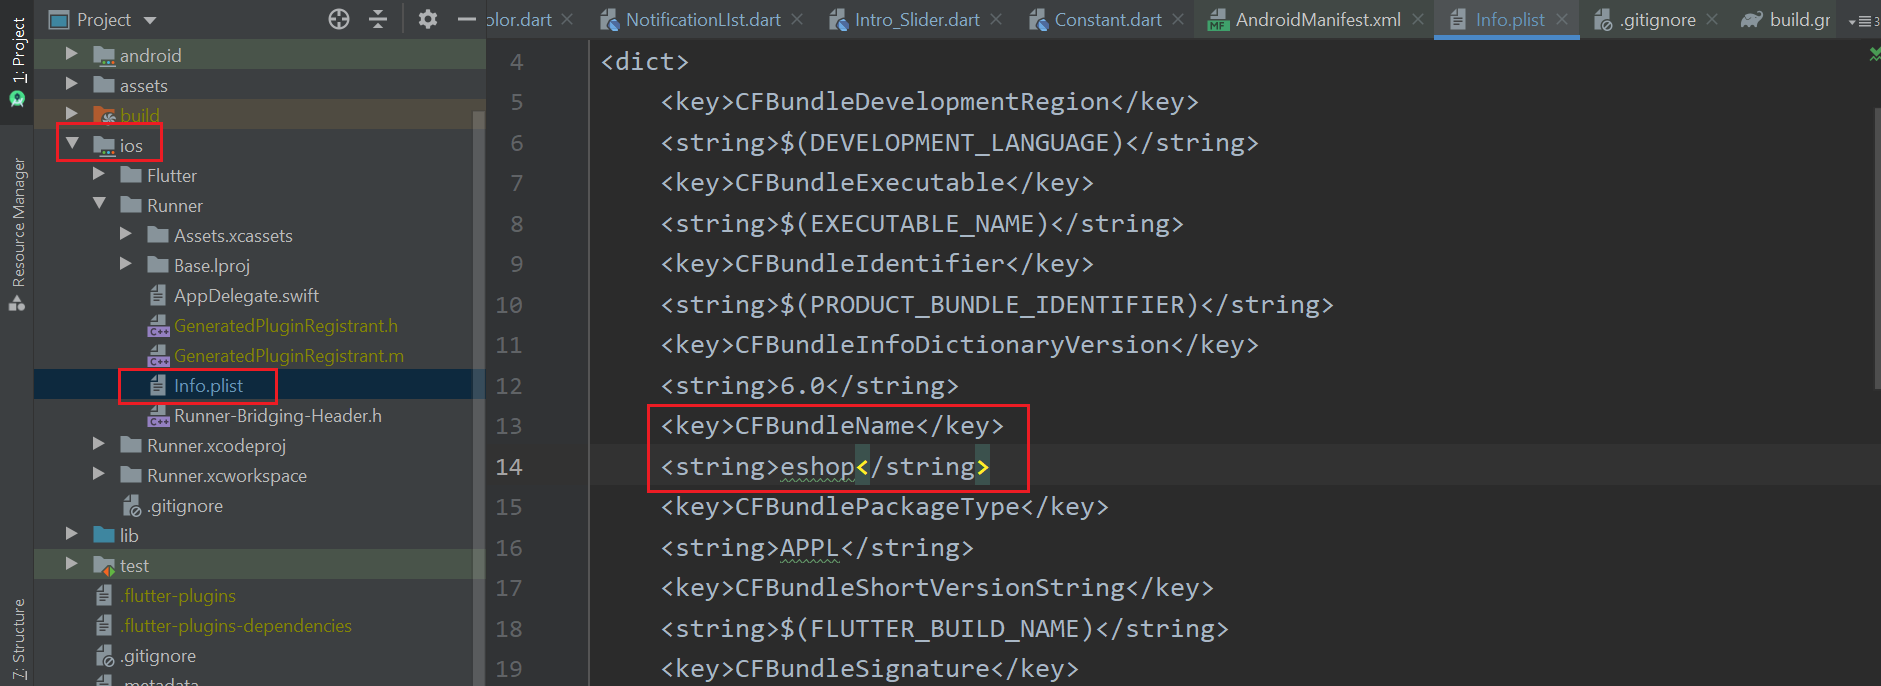 1: Project
Resource Manager
7: Structure
Project
android
assets
build
ios
Flutter
Runner
Assets.xcassets
Base.lproj
AppDelegate.swift
GeneratedPluginRegistrant.h
GeneratedPluginRegistrant.m
Info.plist
Runner-Bridging-Header.h
Runner.xcodeproj
Runner.xcworkspace
.gitignore
lib
test
.flutter-plugins
.flutter-plugins-dependencies
.gitignore
.metadata
olor.dart
NotificationLIst.dart
Intro_Slider.dart
Constant.dart
AndroidManifest.xml
Info.plist
.gitignore
build.gr
3
4 <dict>
5 <key>CFBundleDevelopmentRegion</key>
6 <string>$(DEVELOPMENT_LANGUAGE)</string>
7 <key>CFBundleExecutable</key>
8 <string>$(EXECUTABLE_NAME)</string>
9 <key>CFBundleIdentifier</key>
10 <string>$(PRODUCT_BUNDLE_IDENTIFIER)</string>
11 <key>CFBundleInfoDictionaryVersion</key>
12 <string>6.0</string>
13 <key>CFBundleName</key>
14 <string>eshop</string>
15 <key>CFBundlePackageType</key>
16 <string>APPL</string>
17 <key>CFBundleShortVersionString</key>
18 <string>$(FLUTTER_BUILD_NAME)</string>
19 <key>CFBundleSignature</key>